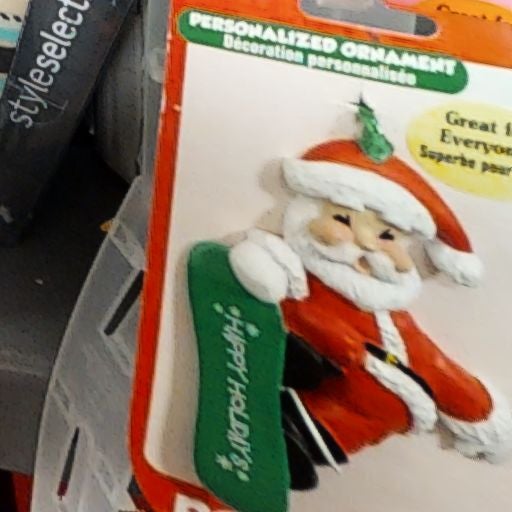 styleselect
PERSONALIZED ORNAMENT
Décoration personnalisée
Great f
Everyon
Superbe pour
HAPPY HOLIDAYS